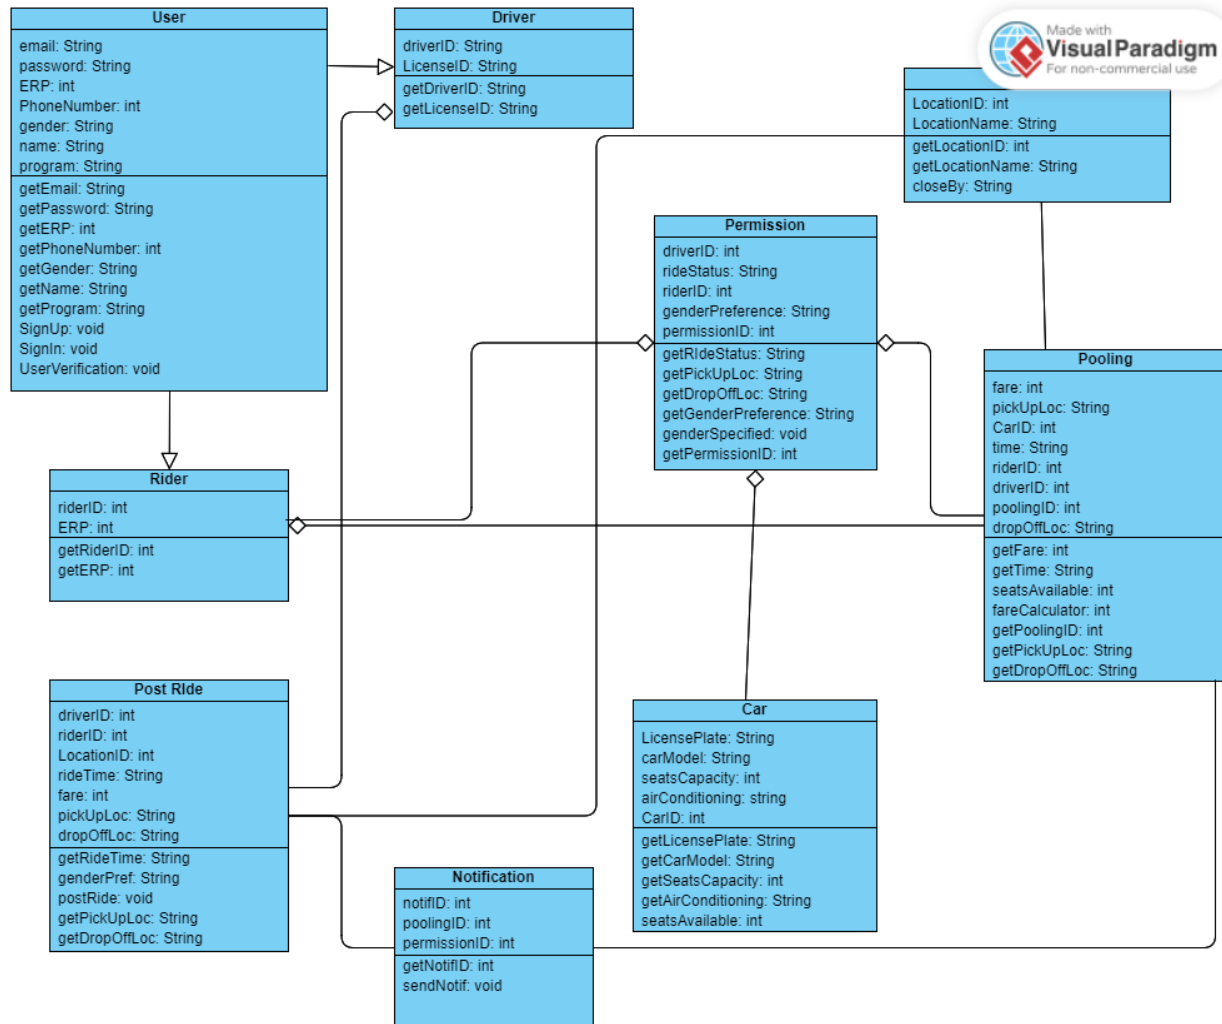 User
email: String
password: String
ERP: int
PhoneNumber: int
gender: String
name: String
program: String
getEmail: String
getPassword: String
getERP: int
getPhoneNumber: int
getGender: String
getName: String
getProgram: String
SignUp: void
SignIn: void
UserVerification: void
Driver
driverID: String
LicenseID: String
getDriverID: String
getLicenseID: String
Made with
Visual Paradigm
For non-commercial use
LocationID: int
LocationName: String
getLocationID: int
getLocationName: String
closeBy: String
Permission
driverID: int
rideStatus: String
riderID: int
genderPreference: String
permissionID: int
getRIdeStatus: String
getPickUpLoc: String
getDropOffLoc: String
getGenderPreference: String
genderSpecified: void
getPermissionID: int
Pooling
fare: int
pickUpLoc: String
CarID: int
time: String
riderID: int
driverID: int
poolingID: int
dropOffLoc: String
getFare: int
getTime: String
seatsAvailable: int
fareCalculator: int
getPoolingID: int
getPickUpLoc: String
getDropOffLoc: String
Rider
riderID: int
ERP: int
getRiderID: int
getERP: int
Post RIde
driverID: int
riderID: int
LocationID: int
rideTime: String
fare: int
pickUpLoc: String
dropOffLoc: String
getRideTime: String
genderPref: String
postRide: void
getPickUpLoc: String
getDropOffLoc: String
Car
LicensePlate: String
carModel: String
seatsCapacity: int
airConditioning: string
CarID: int
getLicensePlate: String
getCarModel: String
getSeatsCapacity: int
getAirConditioning: String
seatsAvailable: int
Notification
notifID: int
poolingID: int
permissionID: int
getNotifID: int
sendNotif: void